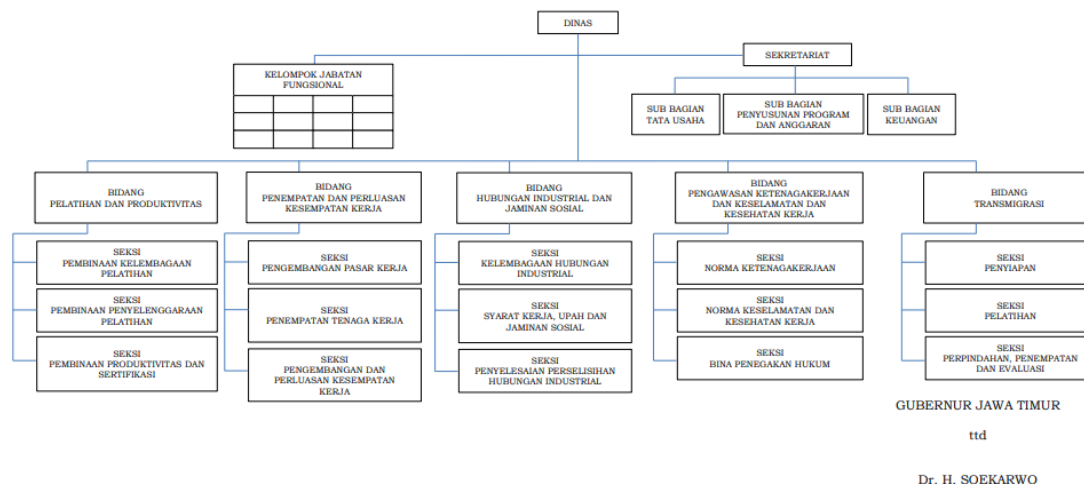 DINAS
SEKRETARIAT
KELOMPOK JABATAN
FUNGSIONAL
SUB BAGIAN
TATA USAHA
SUB BAGIAN
PENYUSUNAN PROGRAM
DAN ANGGARAN
SUB BAGIAN
KEUANGAN
BIDANG
PELATIHAN DAN PRODUKTIVITAS
BIDANG
PENEMPATAN DAN PERLUASAN
KESEMPATAN KERJA
BIDANG
HUBUNGAN INDUSTRIAL DAN
JAMINAN SOSIAL
BIDANG
PENGAWASAN KETENAGAKERJAAN
DAN KESELAMATAN DAN
KESEHATAN KERJA
BIDANG
TRANSMIGRASI
SEKSI
PEMBINAAN KELEMBAGAAN
PELATIHAN
SEKSI
PENGEMBANGAN PASAR KERJA
SEKSI
KELEMBAGAAN HUBUNGAN
INDUSTRIAL
SEKSI
NORMA KETENAGAKERJAAN
SEKSI
PENYIAPAN
SEKSI
PEMBINAAN PENYELENGGARAAN
PELATIHAN
SEKSI
PENEMPATAN TENAGA KERJA
SEKSI
SYARAT KERJA, UPAH DAN
JAMINAN SOSIAL
SEKSI
NORMA KESELAMATAN DAN
KESEHATAN KERJA
SEKSI
PELATIHAN
SEKSI
PEMBINAAN PRODUKTIVITAS DAN
SERTIFIKASI
SEKSI
PENGEMBANGAN DAN
PERLUASAN KESEMPATAN
KERJA
SEKSI
PENYELESAIAN PERSELISIHAN
HUBUNGAN INDUSTRIAL
SEKSI
BINA PENEGAKAN HUKUM
SEKSI
PERPINDAHAN, PENEMPATAN
DAN EVALUASI
GUBERNUR JAWA TIMUR
ttd
Dr. H. SOEKARWO